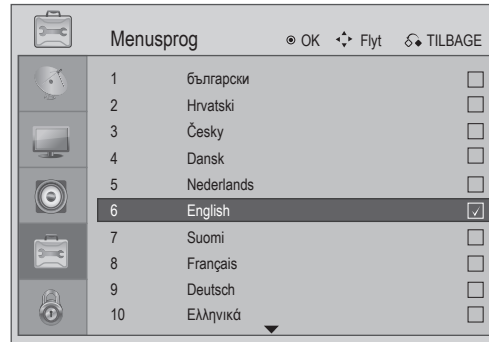 Menusprog ◉ OK Flyt TILBAGE
1 български
2 Hrvatski
3 Česky
4 Dansk
5 Nederlands
6 English
7 Suomi
8 Français
9 Deutsch
10 Ελληνικά